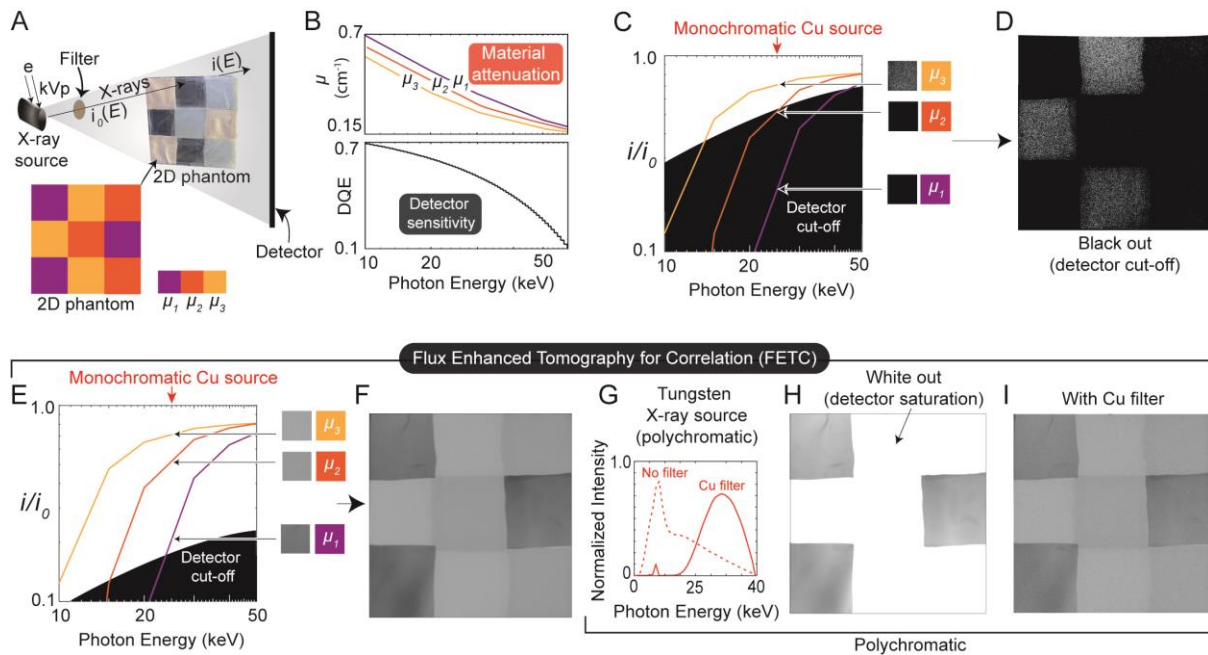 A
Filter
e
kVp
X-rays
i(E)
i₀(E)
X-ray
source
2D phantom
Detector
2D phantom
μ₁ μ₂ μ₃
B
0.7
μ
(cm⁻¹)
0.15
Material
attenuation
μ₃ μ₂ μ₁
0.7
DQE
0.1
Detector
sensitivity
10 20 50
Photon Energy (keV)
C
Monochromatic Cu source
1.0
i/i₀
0.1
Detector
cut-off
10 20 50
Photon Energy (keV)
μ₃
μ₂
μ₁
D
Black out
(detector cut-off)
Flux Enhanced Tomography for Correlation (FETC)
E
Monochromatic Cu source
1.0
i/i₀
0.1
Detector
cut-off
10 20 50
Photon Energy (keV)
μ₃
μ₂
μ₁
F
G
Tungsten
X-ray source
(polychromatic)
1.0
Normalized Intensity
0
No filter
Cu filter
0 25 40
Photon Energy (keV)
H
White out
(detector saturation)
I
With Cu filter
Polychromatic